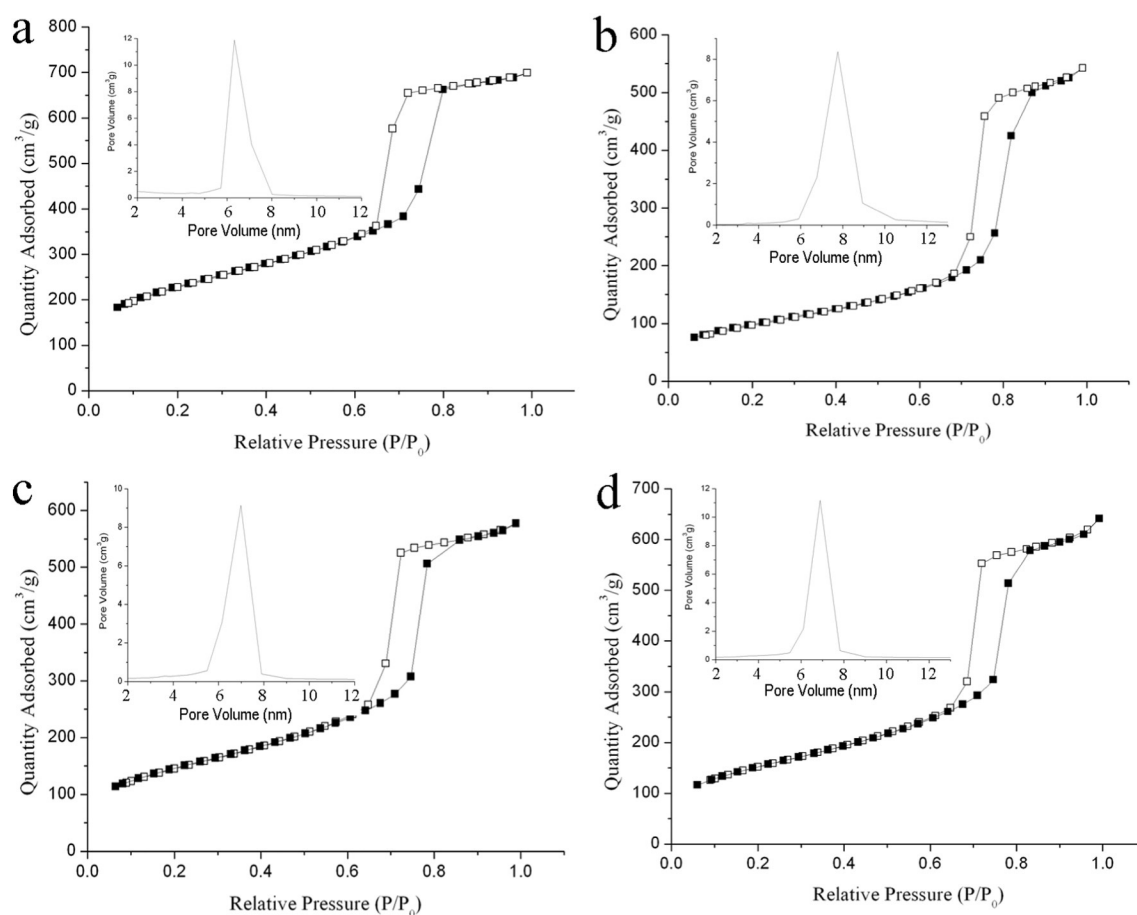 a
800
700
600
500
400
300
200
100
0
Quantity Adsorbed (cm³/g)
0.0 0.2 0.4 0.6 0.8 1.0
Relative Pressure (P/P₀)
12
10
8
6
4
2
0
Pore Volume (cm³g)
2 4 6 8 10 12
Pore Volume (nm)
b
600
500
400
300
200
100
0
Quantity Adsorbed (cm³/g)
0.0 0.2 0.4 0.6 0.8 1.0
Relative Pressure (P/P₀)
8
6
4
2
0
Pore Volume (cm³g)
2 4 6 8 10 12
Pore Volume (nm)
c
600
500
400
300
200
100
0
Quantity Adsorbed (cm³/g)
0.0 0.2 0.4 0.6 0.8 1.0
Relative Pressure (P/P₀)
10
8
6
4
2
0
Pore Volume (cm³g)
2 4 6 8 10 12
Pore Volume (nm)
d
700
600
500
400
300
200
100
0
Quantity Adsorbed (cm³/g)
0.0 0.2 0.4 0.6 0.8 1.0
Relative Pressure (P/P₀)
12
10
8
6
4
2
0
Pore Volume (cm³g)
2 4 6 8 10 12
Pore Volume (nm)